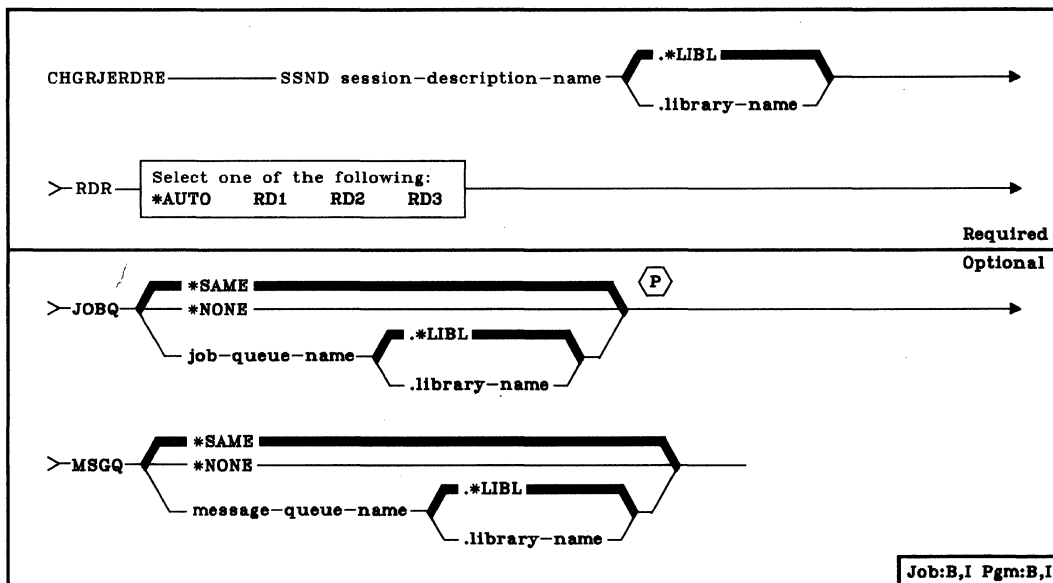 .*LIBL
CHGRJERDRE SSND session-description-name
.library-name
>-RDR Select one of the following:
*AUTO RD1 RD2 RD3
Required
Optional
*SAME P
>-JOBQ *NONE
.*LIBL
job-queue-name
.library-name
*SAME
>-MSGQ *NONE
.*LIBL
message-queue-name
.library-name
Job:B,I Pgm:B,I